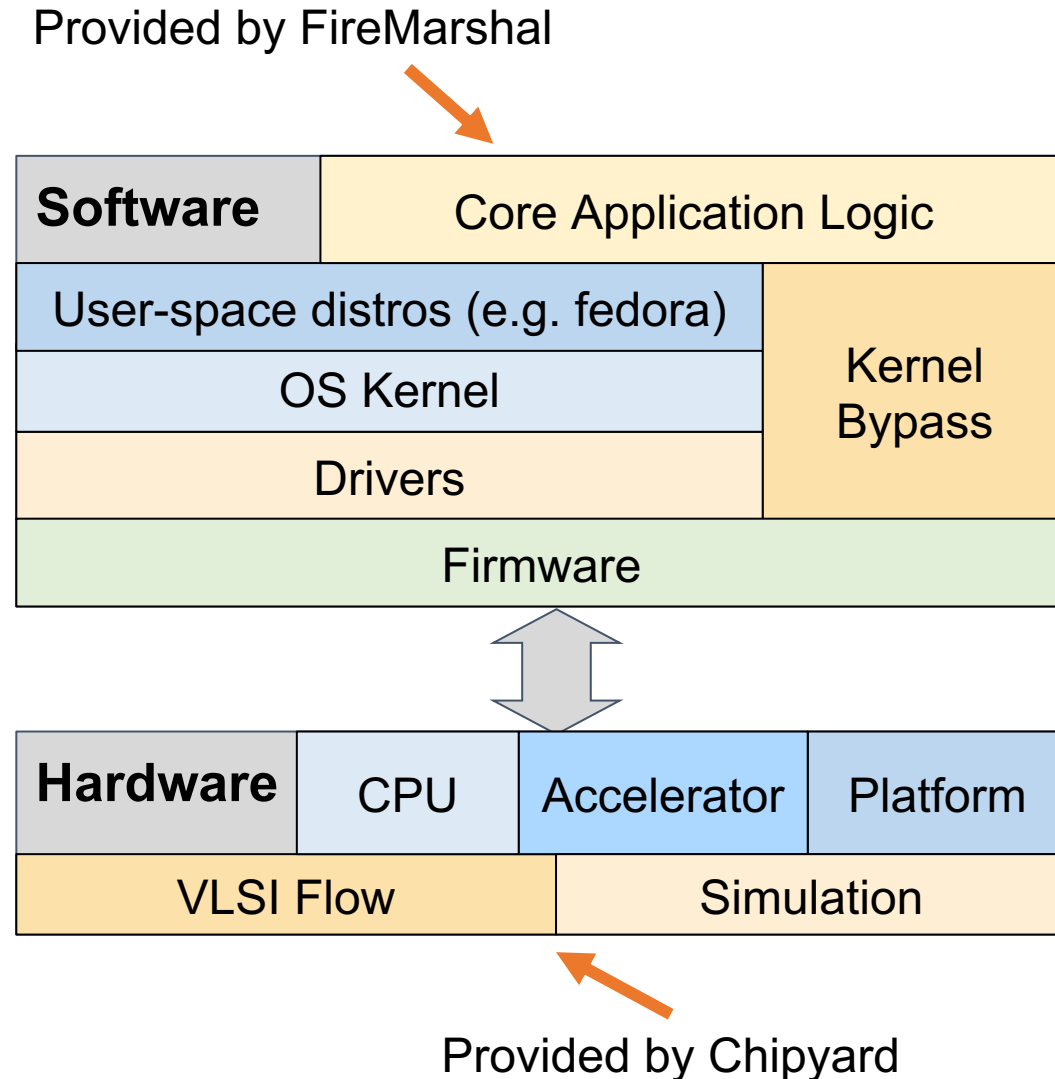 Provided by FireMarshal
Software
Core Application Logic
User-space distros (e.g. fedora)
Kernel
Bypass
OS Kernel
Drivers
Firmware
Hardware
CPU
Accelerator
Platform
VLSI Flow
Simulation
Provided by Chipyard